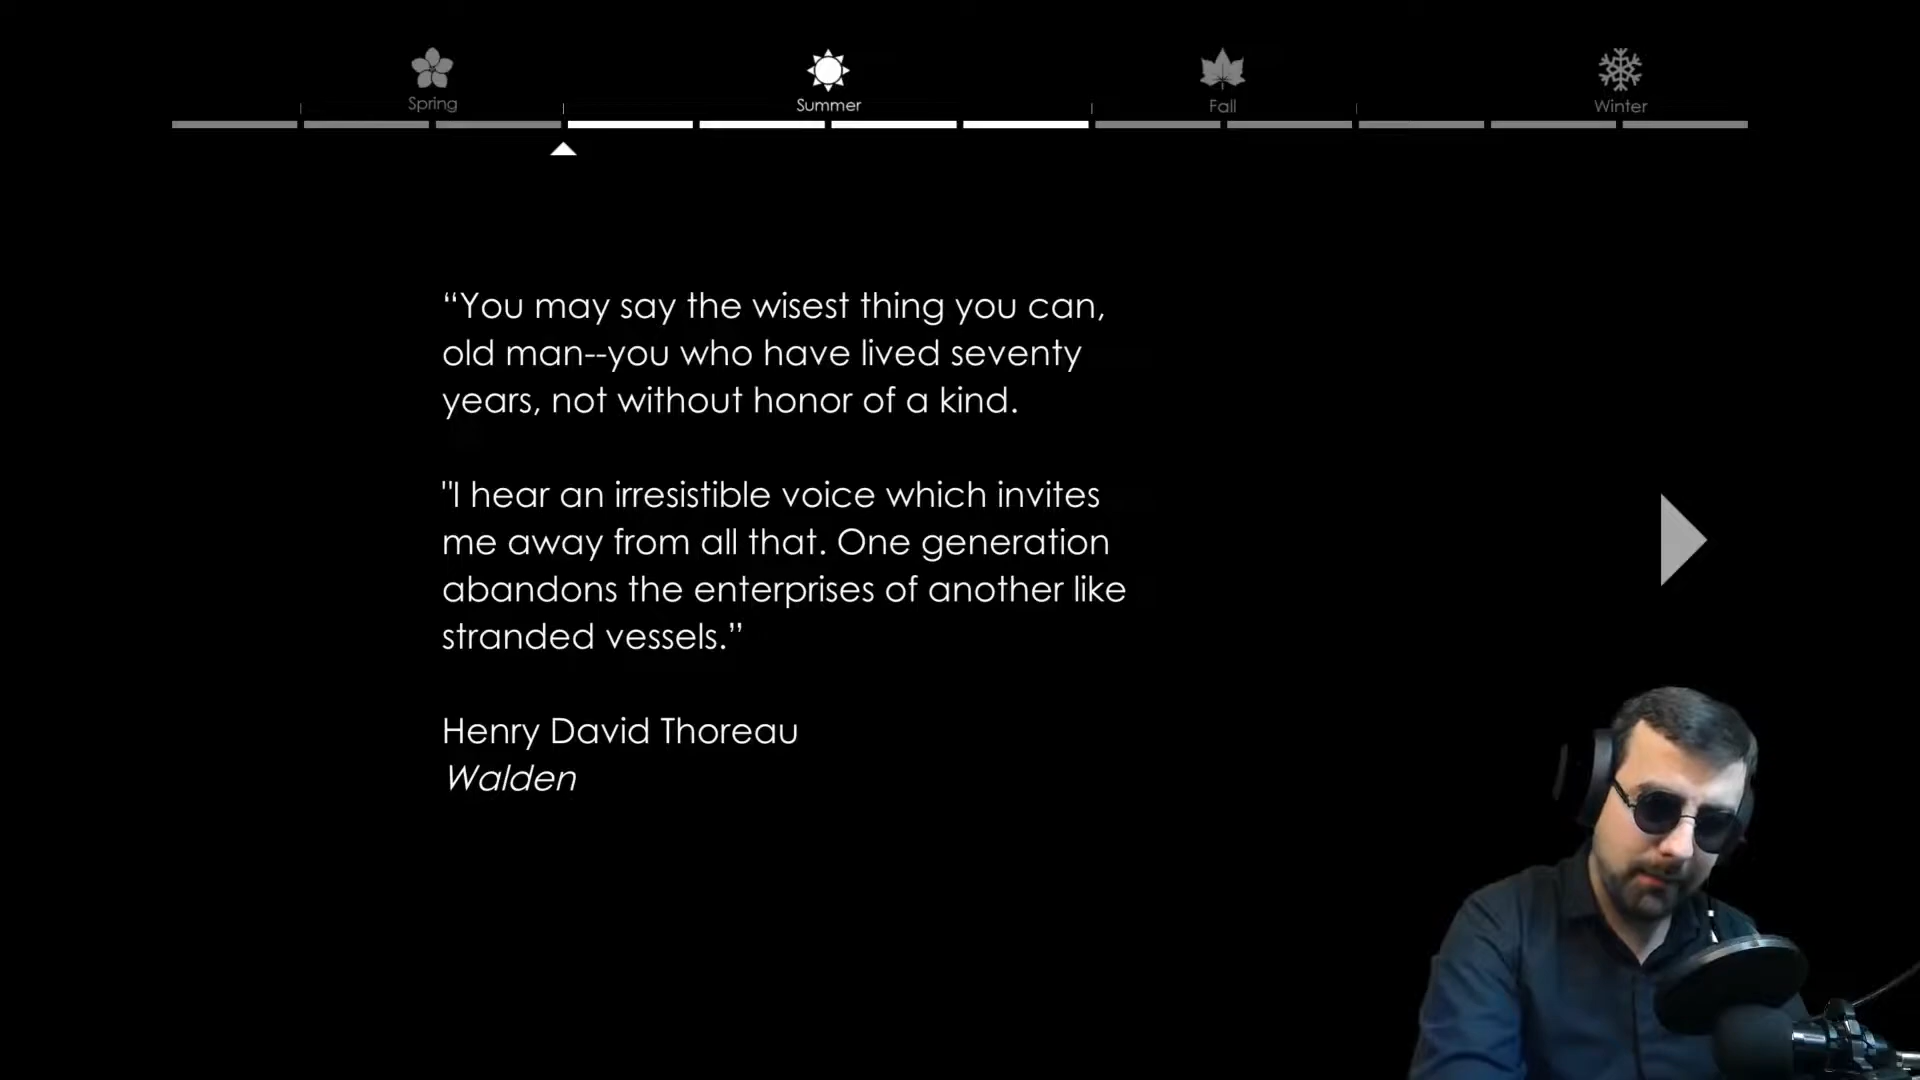 Spring
Summer
Fall
Winter
“You may say the wisest thing you can,
old man--you who have lived seventy
years, not without honor of a kind.
"I hear an irresistible voice which invites
me away from all that. One generation
abandons the enterprises of another like
stranded vessels.”
Henry David Thoreau
Walden